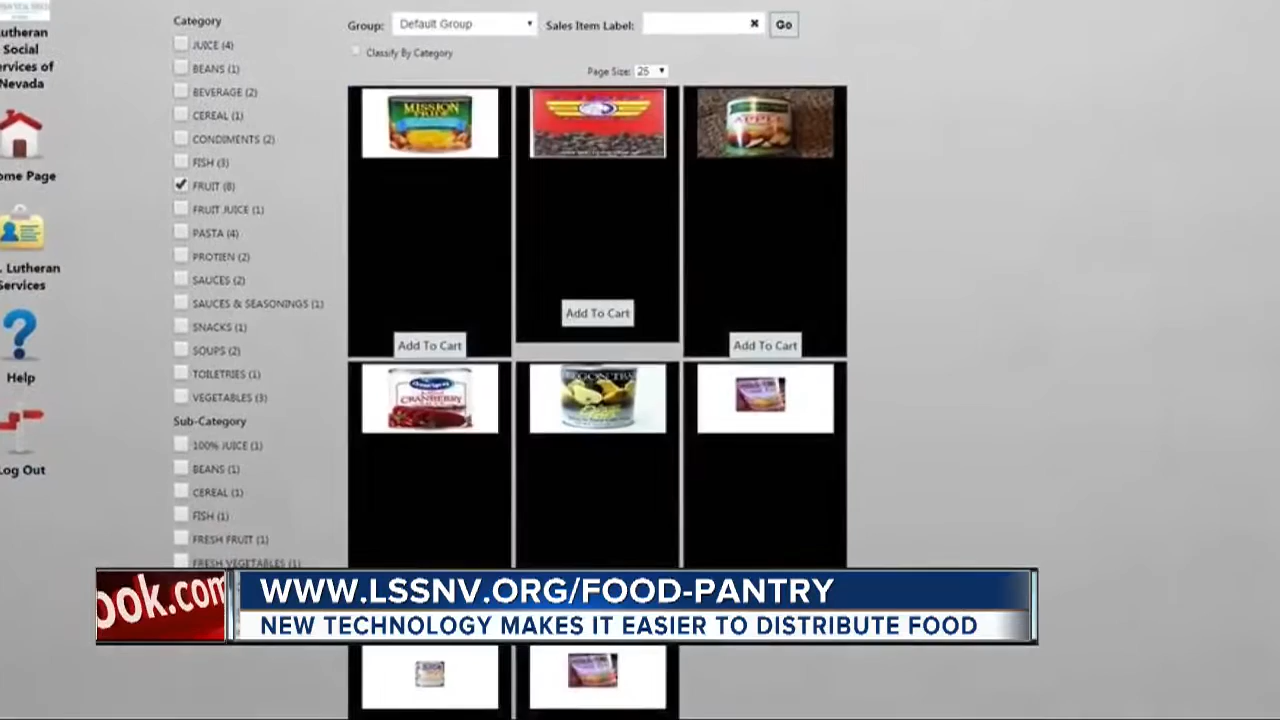 utheran
Social
ervices of
Nevada
ome Page
. Lutheran
Services
Help
Log Out
Category
JUICE (4)
BEANS (1)
BEVERAGE (2)
CEREAL (1)
CONDIMENTS (2)
FISH (3)
FRUIT (8)
FRUIT JUICE (1)
PASTA (4)
PROTIEN (2)
SAUCES (2)
SAUCES & SEASONINGS (1)
SNACKS (1)
SOUPS (2)
TOILETRIES (1)
VEGETABLES (3)
Sub-Category
100% JUICE (1)
BEANS (1)
CEREAL (1)
FISH (1)
FRESH FRUIT (1)
FRESH VEGETABLES (1)
Group: Default Group Sales Item Label: Go
Classify By Category
Page Size: 25
MISSION
PRIDE
APPLE
Add To Cart
Add To Cart
Add To Cart
CRANBERRY
OREGON TRAIL
ook.com
WWW.LSSNV.ORG/FOOD-PANTRY
NEW TECHNOLOGY MAKES IT EASIER TO DISTRIBUTE FOOD